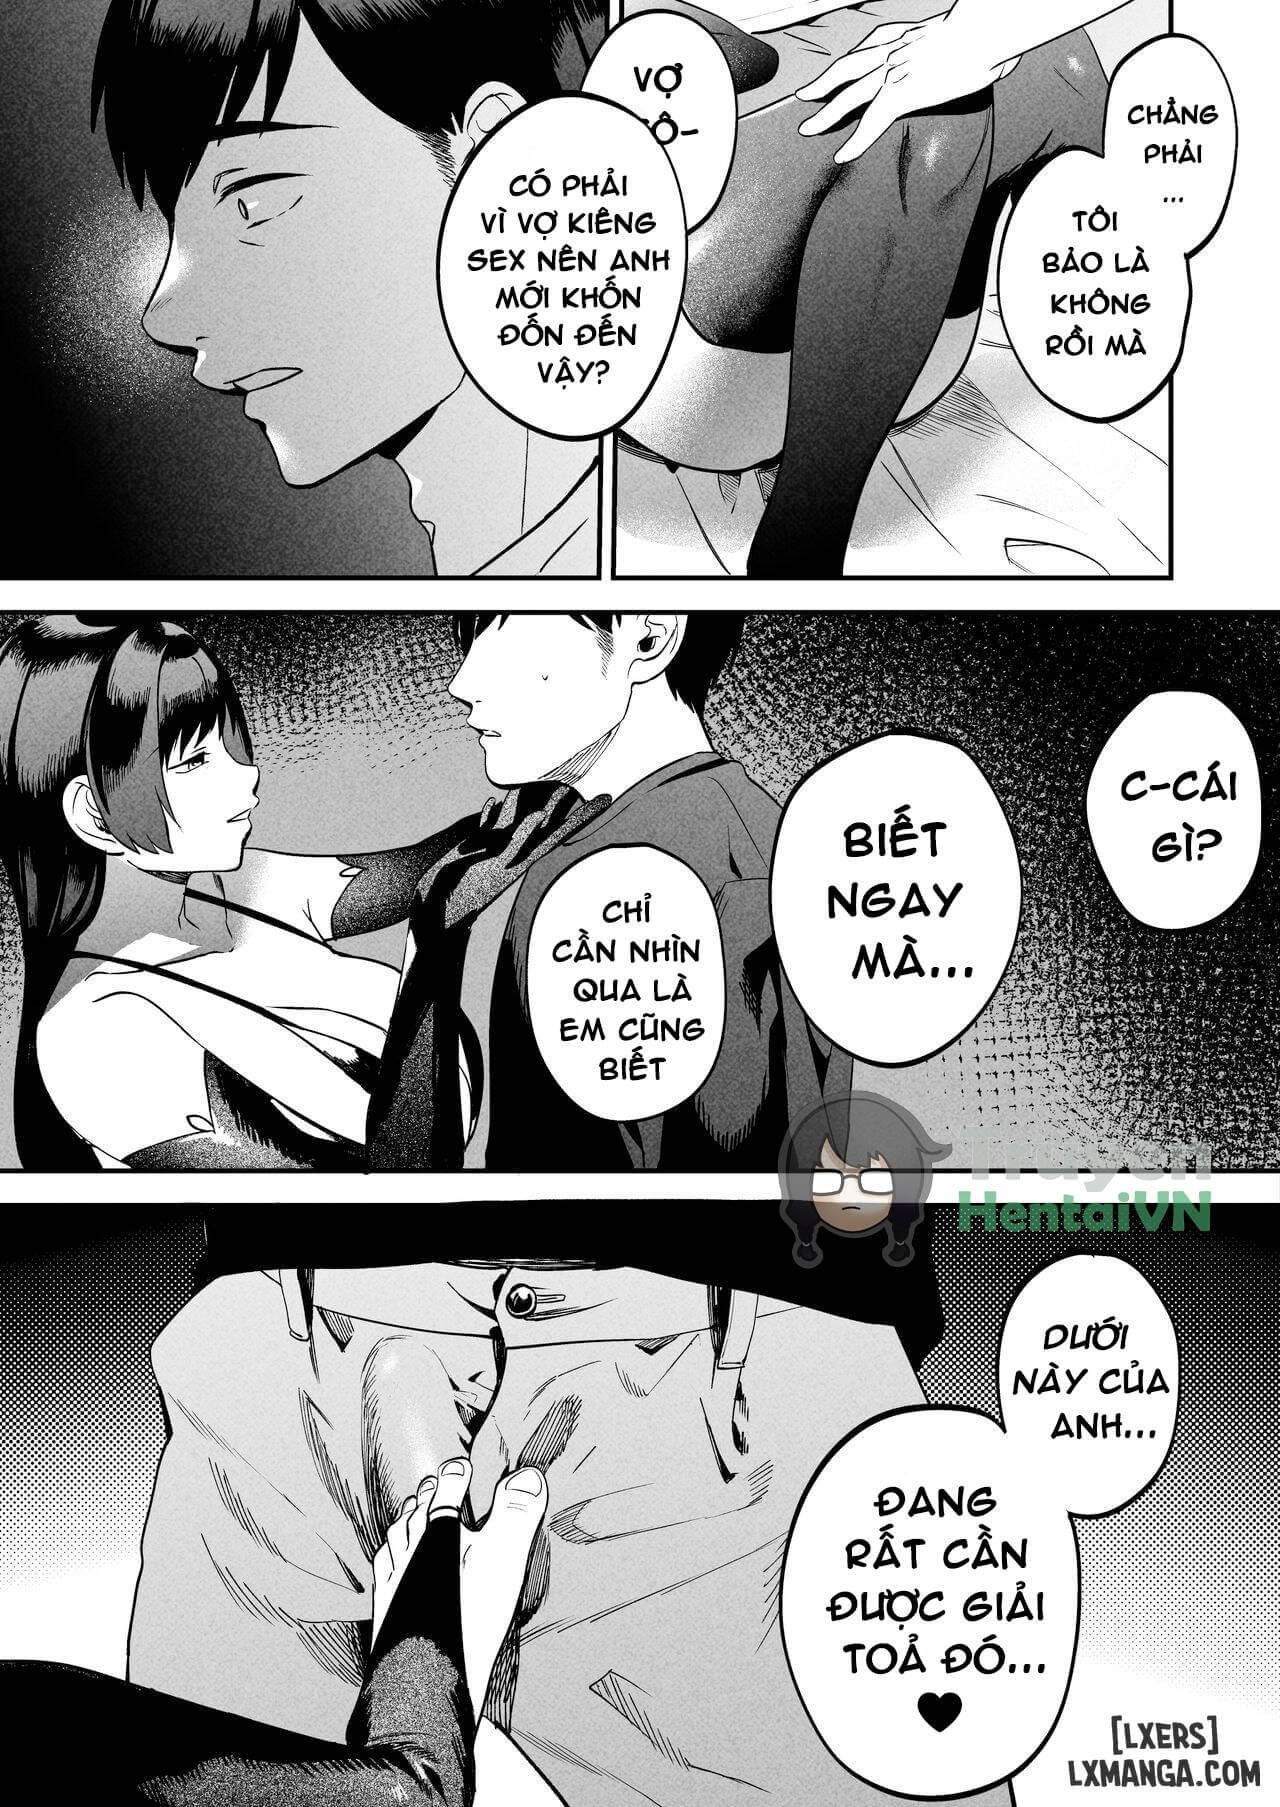 CHẲNG
PHẢI
...
TÔI
BẢO LÀ
KHÔNG
RỒI MÀ
VỢ
CÓ PHẢI
VÌ VỢ KIÊNG
SEX NÊN ANH
MỚI KHỐN
ĐỐN ĐẾN
VẬY?
C-CÁI
GÌ?
BIẾT
NGAY
MÀ...
CHỈ
CẦN NHÌN
QUA LÀ
EM CŨNG
BIẾT
Truyen
HentaiVN
DƯỚI
NÀY CỦA
ANH...
ĐANG
RẤT CẦN
ĐƯỢC GIẢI
TOẢ ĐÓ...
♥
[LXERS]
LXMANGA.COM